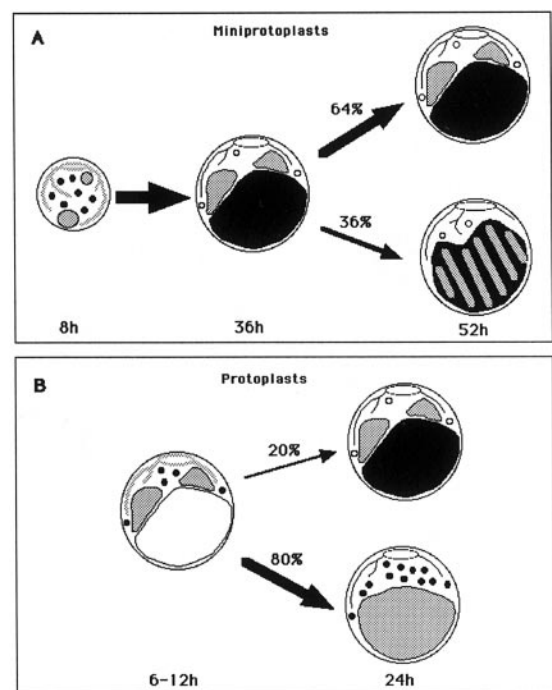 A
Miniprotoplasts
64%
36%
8h
36h
52h
B
Protoplasts
20%
80%
6-12h
24h